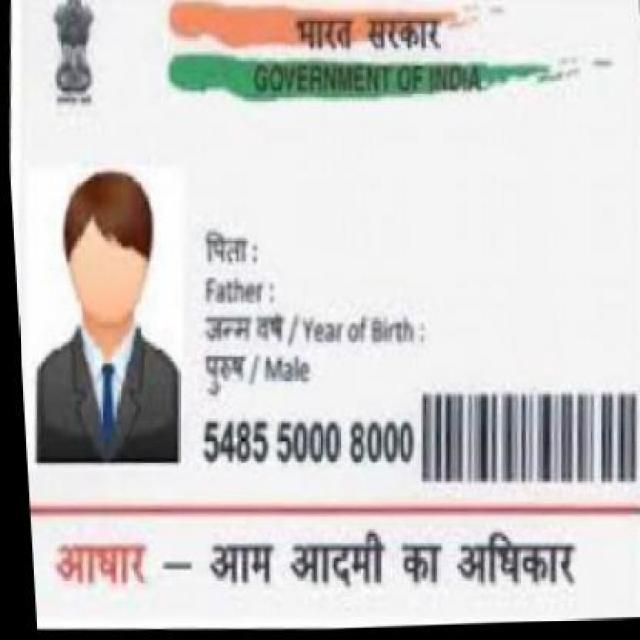 भारत सरकार
GOVERNMENT OF INDIA
पिता :
Father :
जन्म वर्ष / Year of Birth :
पुरुष / Male
5485 5000 8000
आधार – आम आदमी का अधिकार